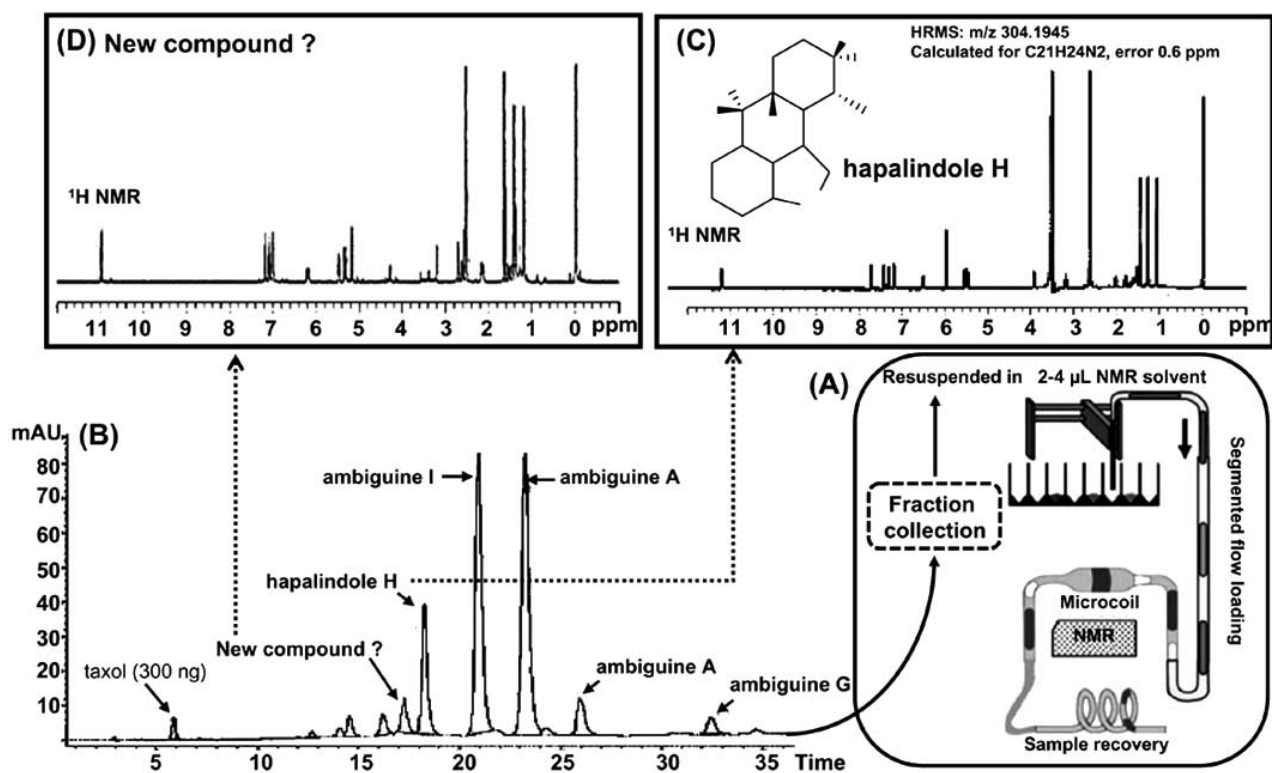 (D) New compound ?
¹H NMR
11 10 9 8 7 6 5 4 3 2 1 0 ppm
(C)
HRMS: m/z 304.1945
Calculated for C21H24N2, error 0.6 ppm
hapalindole H
¹H NMR
11 10 9 8 7 6 5 4 3 2 1 0 ppm
(B)
mAU
80
70
60
50
40
30
20
10
taxol (300 ng)
New compound ?
hapalindole H
ambiguine I
ambiguine A
ambiguine A
ambiguine G
5 10 15 20 25 30 35 Time
(A)
Resuspended in 2-4 µL NMR solvent
Fraction
collection
Segmented flow loading
Microcoil
NMR
Sample recovery